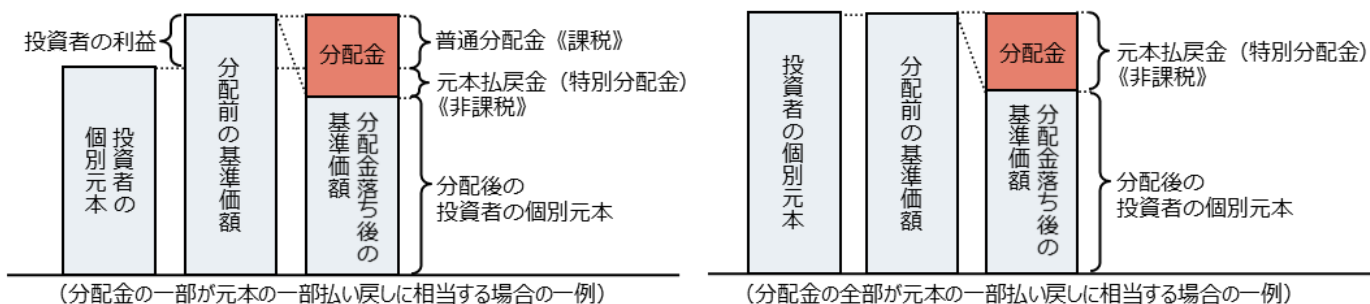 投資者の利益
投資者の
個別元本
分配前の基準価額
分配金
分配金落ち後の
基準価額
普通分配金《課税》
元本払戻金（特別分配金）
《非課税》
分配後の
投資者の個別元本
（分配金の一部が元本の一部払い戻しに相当する場合の一例）
投資者の個別元本
分配前の基準価額
分配金
分配金落ち後の
基準価額
元本払戻金（特別分配金）
《非課税》
分配後の
投資者の個別元本
（分配金の全部が元本の一部払い戻しに相当する場合の一例）